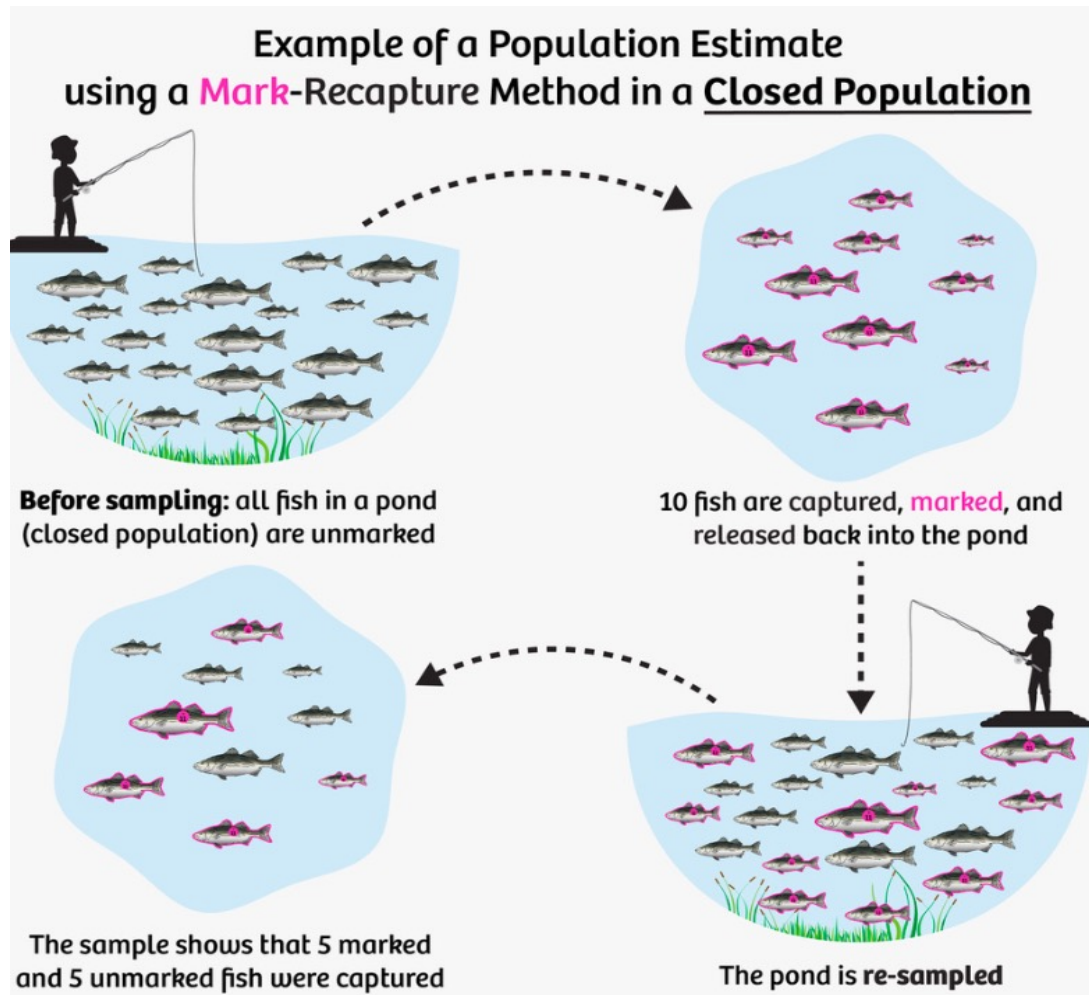 Example of a Population Estimate
using a Mark-Recapture Method in a Closed Population
Before sampling: all fish in a pond
(closed population) are unmarked
10 fish are captured, marked, and
released back into the pond
The sample shows that 5 marked
and 5 unmarked fish were captured
The pond is re-sampled